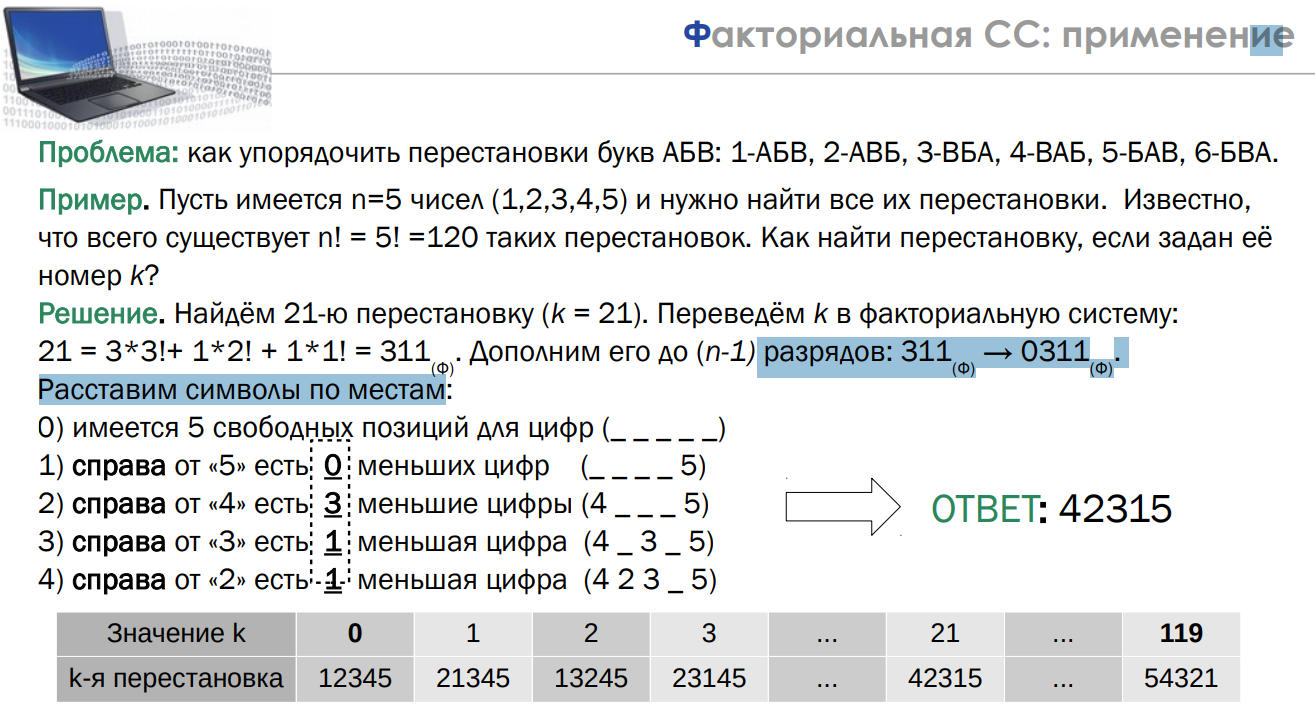 Факториальная СС: применение
Проблема: как упорядочить перестановки букв АБВ: 1-АБВ, 2-АВБ, 3-ВБА, 4-ВАБ, 5-БАВ, 6-БВА.
Пример. Пусть имеется n=5 чисел (1,2,3,4,5) и нужно найти все их перестановки. Известно,
что всего существует n! = 5! =120 таких перестановок. Как найти перестановку, если задан её
номер k?
Решение. Найдём 21-ю перестановку (k = 21). Переведём k в факториальную систему:
21 = 3*3!+ 1*2! + 1*1! = 311(Ф). Дополним его до (n-1) разрядов: 311(Ф) → 0311(Ф).
Расставим символы по местам:
0) имеется 5 свободных позиций для цифр (_ _ _ _ _)
1) справа от «5» есть 0 меньших цифр (_ _ _ _ 5)
2) справа от «4» есть 3 меньшие цифры (4 _ _ _ 5)
3) справа от «3» есть 1 меньшая цифра (4 _ 3 _ 5)
4) справа от «2» есть 1 меньшая цифра (4 2 3 _ 5)
ОТВЕТ: 42315
Значение k 0 1 2 3 ... 21 ... 119
k-я перестановка 12345 21345 13245 23145 ... 42315 ... 54321